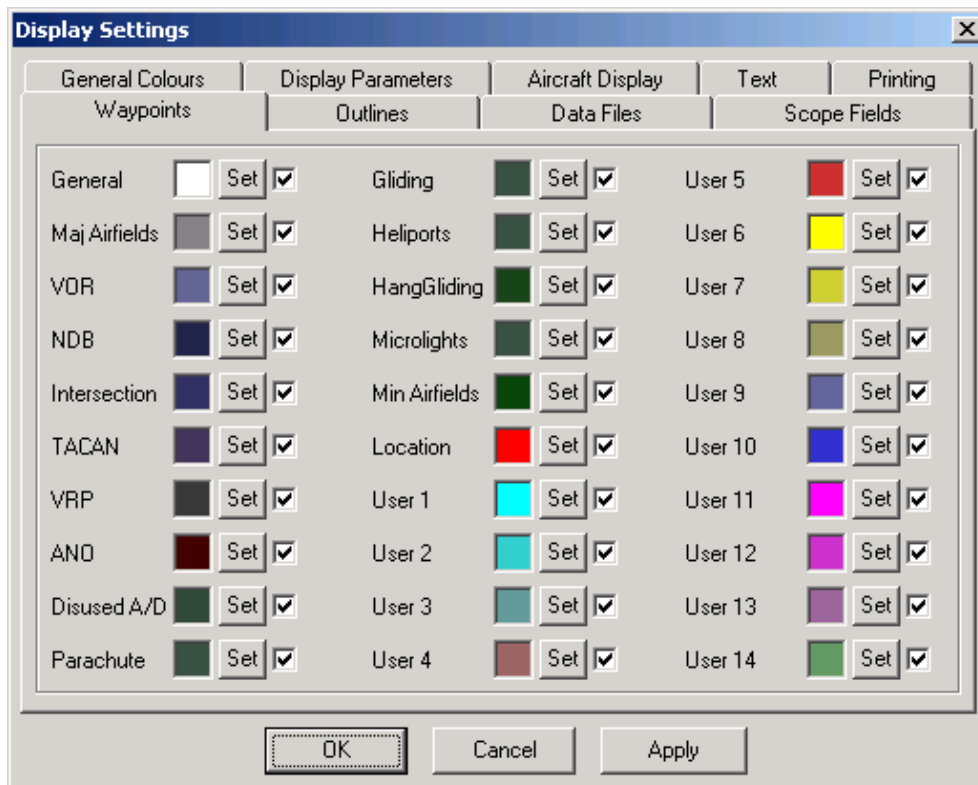 Display Settings
General Colours Display Parameters Aircraft Display Text Printing
Waypoints Outlines Data Files Scope Fields
General Set Gliding Set User 5 Set
Maj Airfields Set Heliports Set User 6 Set
VOR Set HangGliding Set User 7 Set
NDB Set Microlights Set User 8 Set
Intersection Set Min Airfields Set User 9 Set
TACAN Set Location Set User 10 Set
VRP Set User 1 Set User 11 Set
ANO Set User 2 Set User 12 Set
Disused A/D Set User 3 Set User 13 Set
Parachute Set User 4 Set User 14 Set
OK Cancel Apply